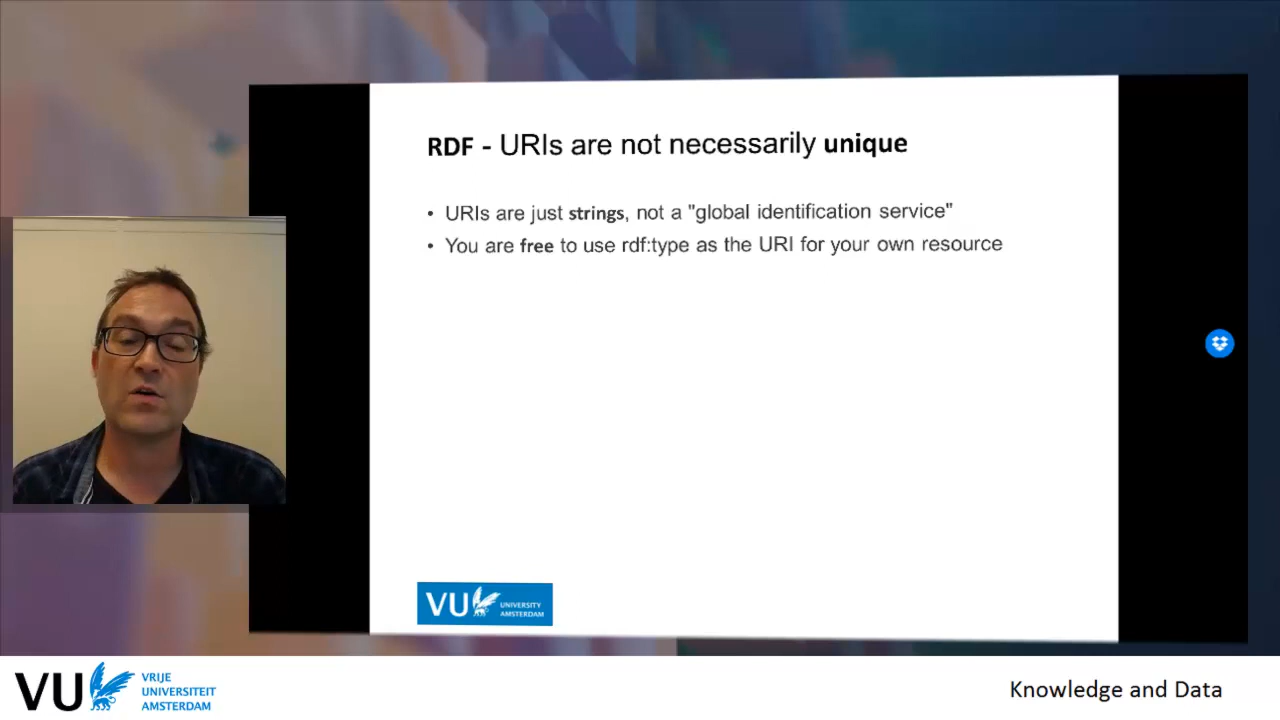 RDF - URIs are not necessarily unique
• URIs are just strings, not a "global identification service"
• You are free to use rdf:type as the URI for your own resource
VU UNIVERSITY
AMSTERDAM
VU VRIJE
UNIVERSITEIT
AMSTERDAM
Knowledge and Data